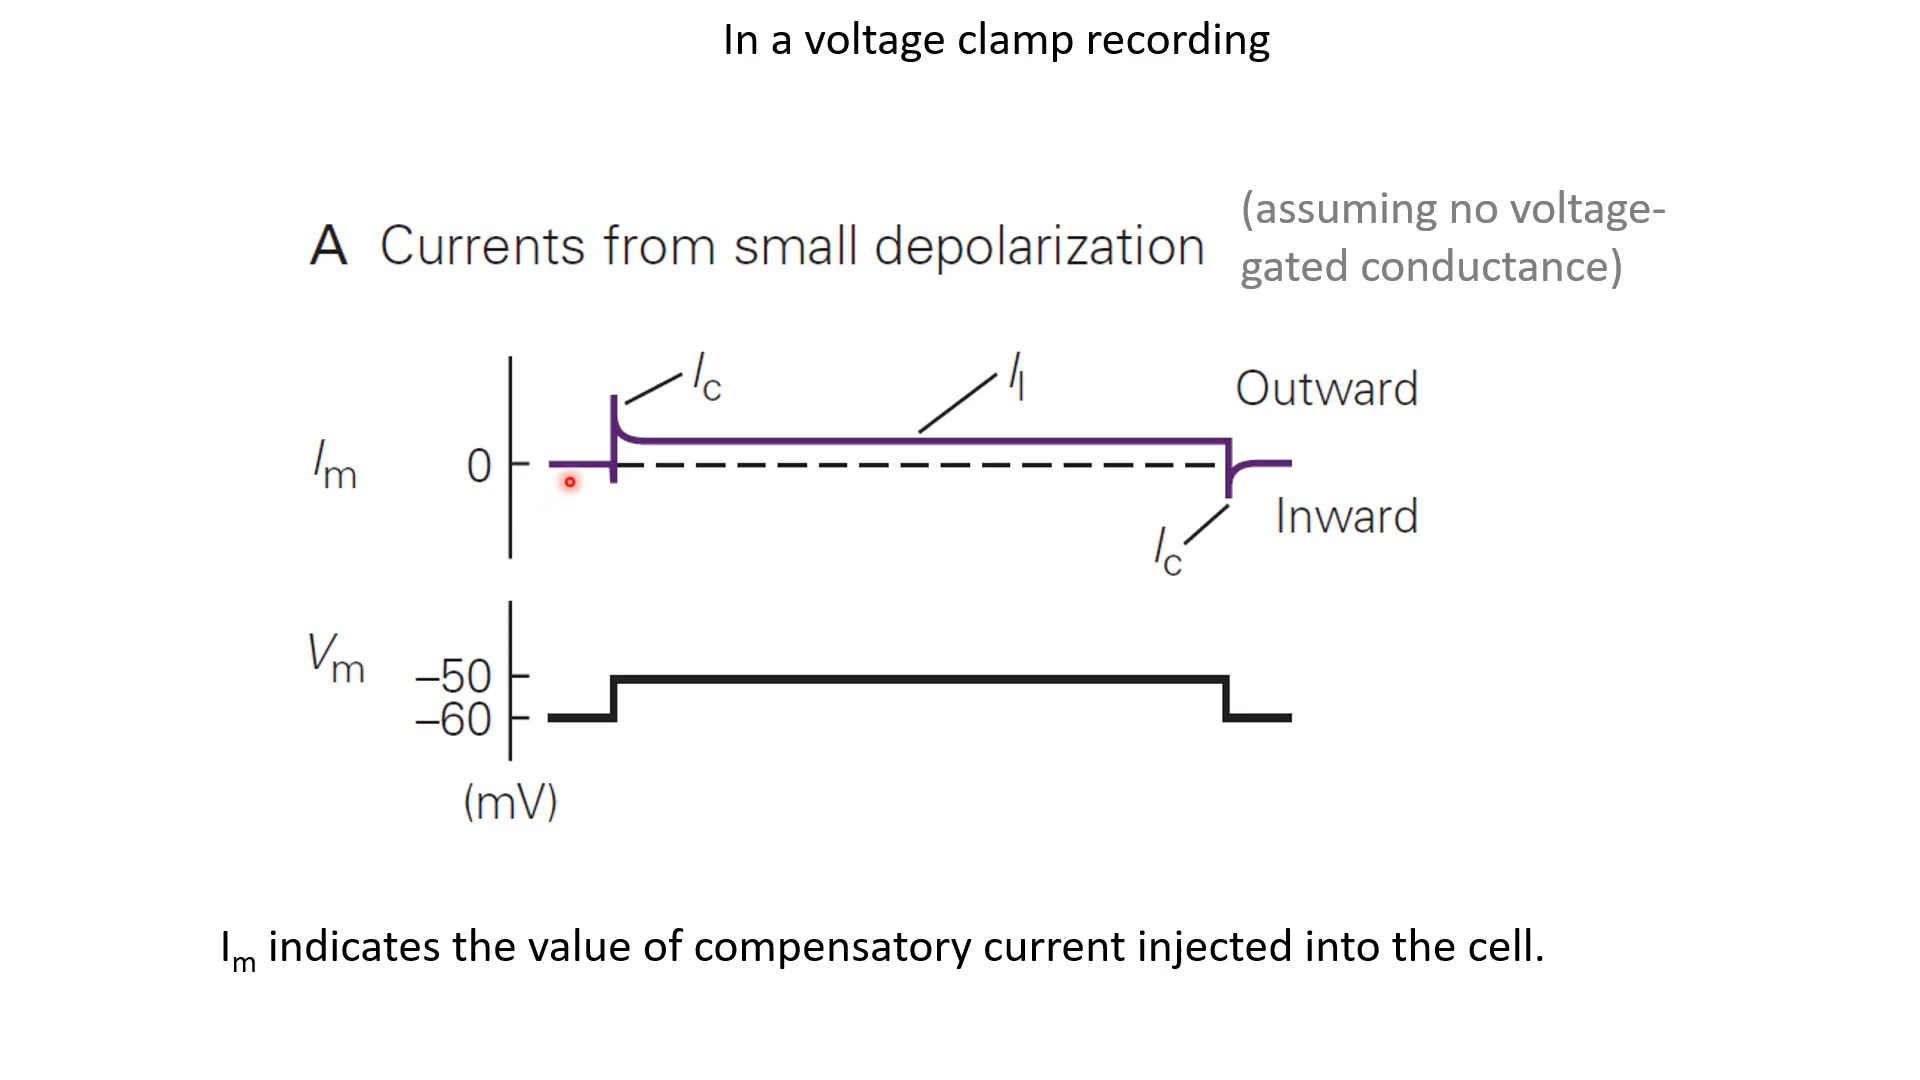 In a voltage clamp recording
A Currents from small depolarization
(assuming no voltage-
gated conductance)
Ic
Il
Outward
Im
0
Inward
Ic
Vm
–50
–60
(mV)
Im indicates the value of compensatory current injected into the cell.